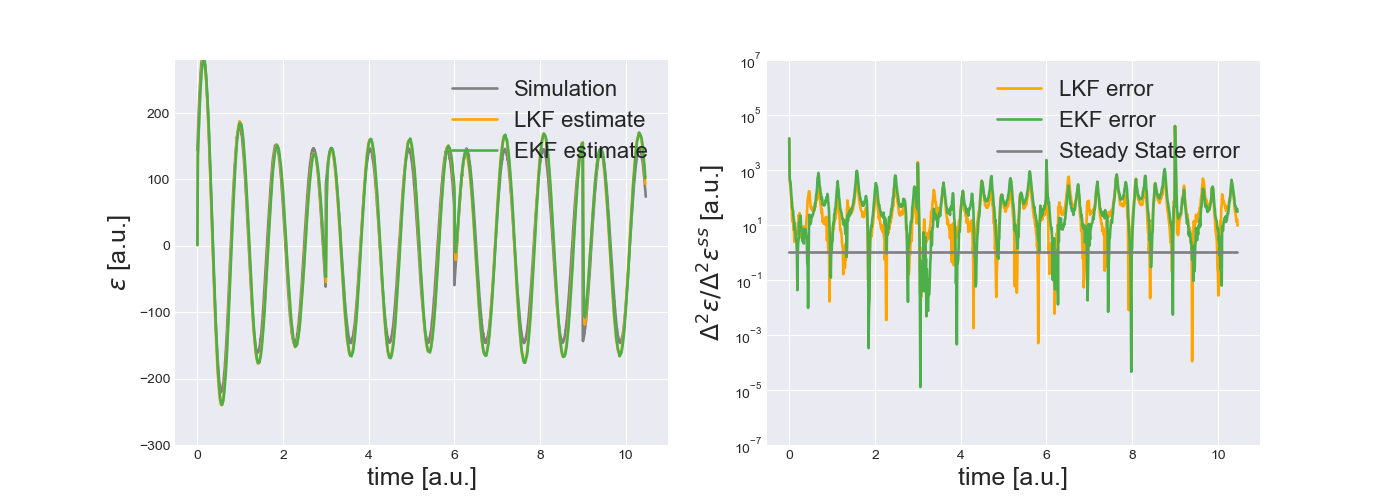 Simulation
LKF estimate
EKF estimate
200
100
0
−100
−200
−300
ε [a.u.]
0 2 4 6 8 10
time [a.u.]
LKF error
EKF error
Steady State error
10^7
10^5
10^3
10^1
10^−1
10^−3
10^−5
10^−7
Δ^2ε/Δ^2ε^ss [a.u.]
0 2 4 6 8 10
time [a.u.]